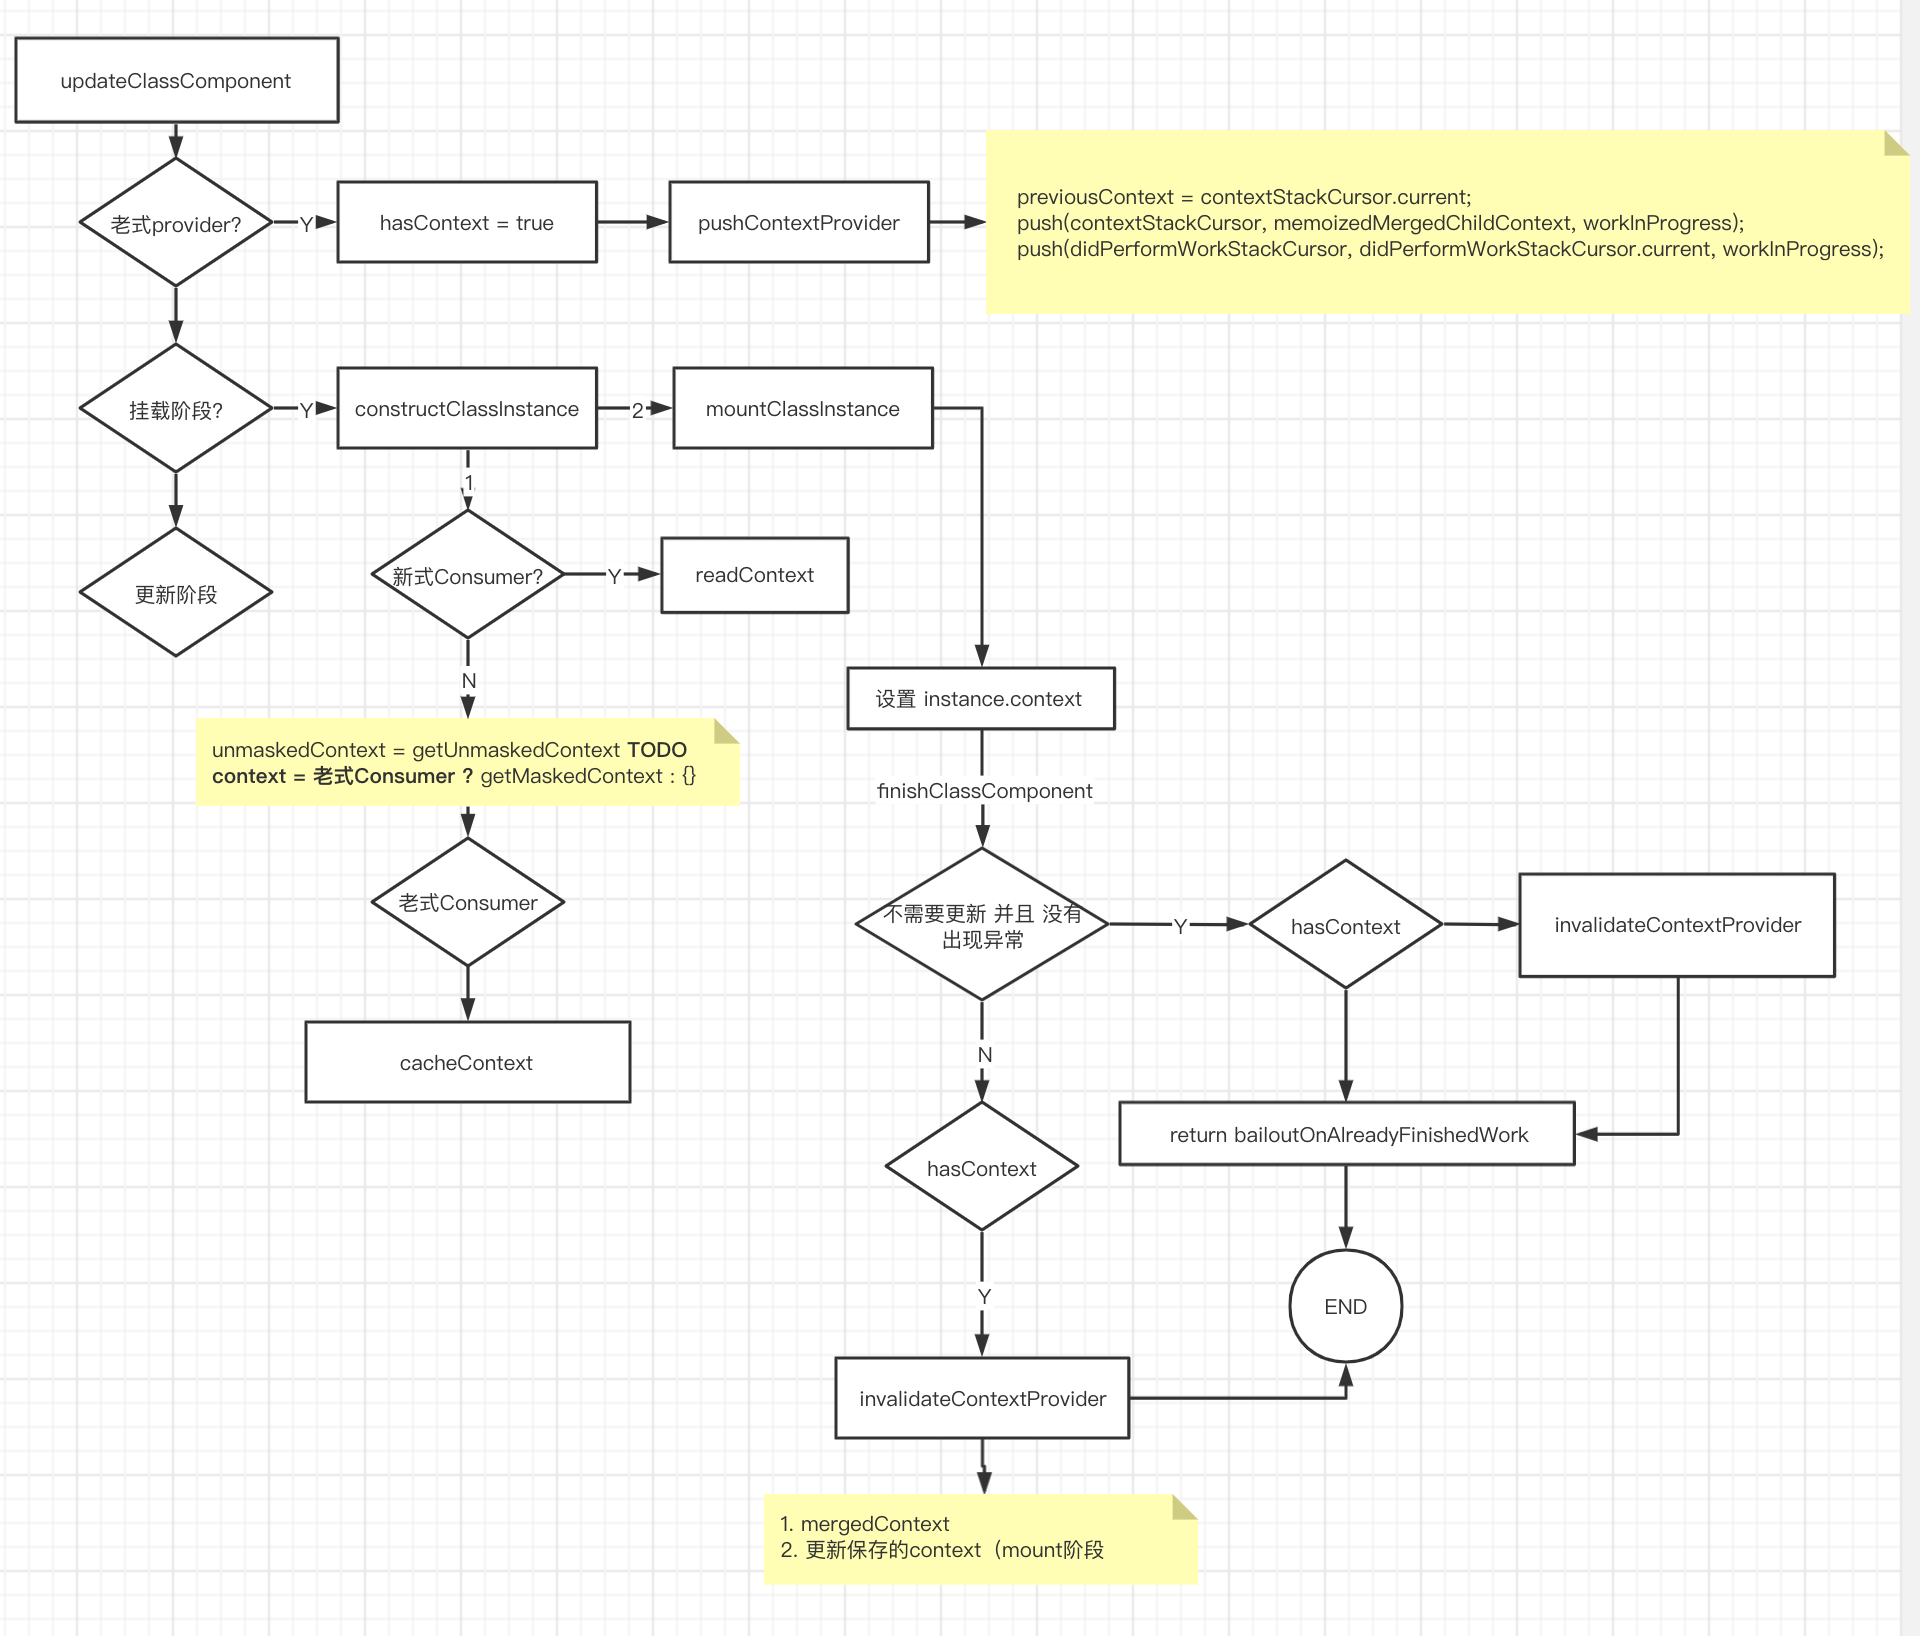 updateClassComponent
老式provider?
Y
hasContext = true
pushContextProvider
previousContext = contextStackCursor.current;
push(contextStackCursor, memoizedMergedChildContext, workInProgress);
push(didPerformWorkStackCursor, didPerformWorkStackCursor.current, workInProgress);
挂载阶段?
Y
constructClassInstance
2
mountClassInstance
1
更新阶段
新式Consumer?
Y
readContext
N
设置 instance.context
unmaskedContext = getUnmaskedContext TODO
context = 老式Consumer ? getMaskedContext : {}
finishClassComponent
老式Consumer
不需要更新 并且 没有
出现异常
Y
hasContext
invalidateContextProvider
cacheContext
N
return bailoutOnAlreadyFinishedWork
hasContext
Y
END
invalidateContextProvider
1. mergedContext
2. 更新保存的context（mount阶段